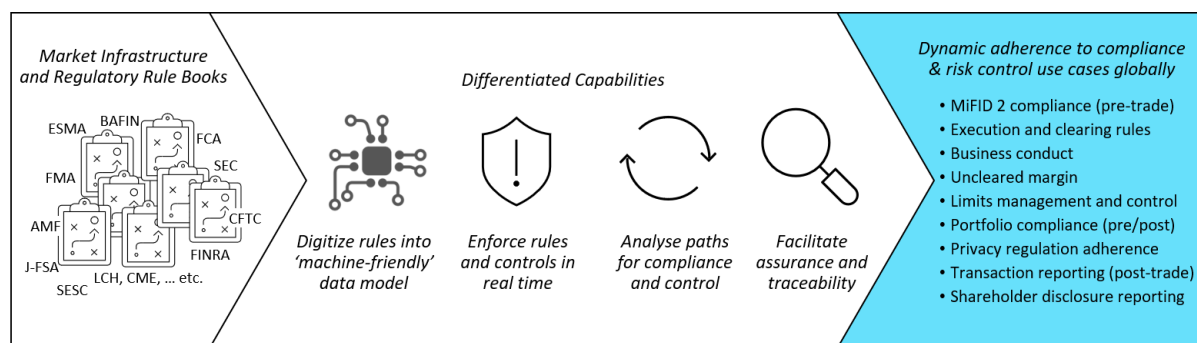 Market Infrastructure
and Regulatory Rule Books
ESMA
BAFIN
FCA
FMA
SEC
AMF
CFTC
J-FSA
FINRA
LCH, CME, ... etc.
SESC
Differentiated Capabilities
Digitize rules into
‘machine-friendly’
data model
Enforce rules
and controls in
real time
Analyse paths
for compliance
and control
Facilitate
assurance and
traceability
Dynamic adherence to compliance
& risk control use cases globally
• MiFID 2 compliance (pre-trade)
• Execution and clearing rules
• Business conduct
• Uncleared margin
• Limits management and control
• Portfolio compliance (pre/post)
• Privacy regulation adherence
• Transaction reporting (post-trade)
• Shareholder disclosure reporting